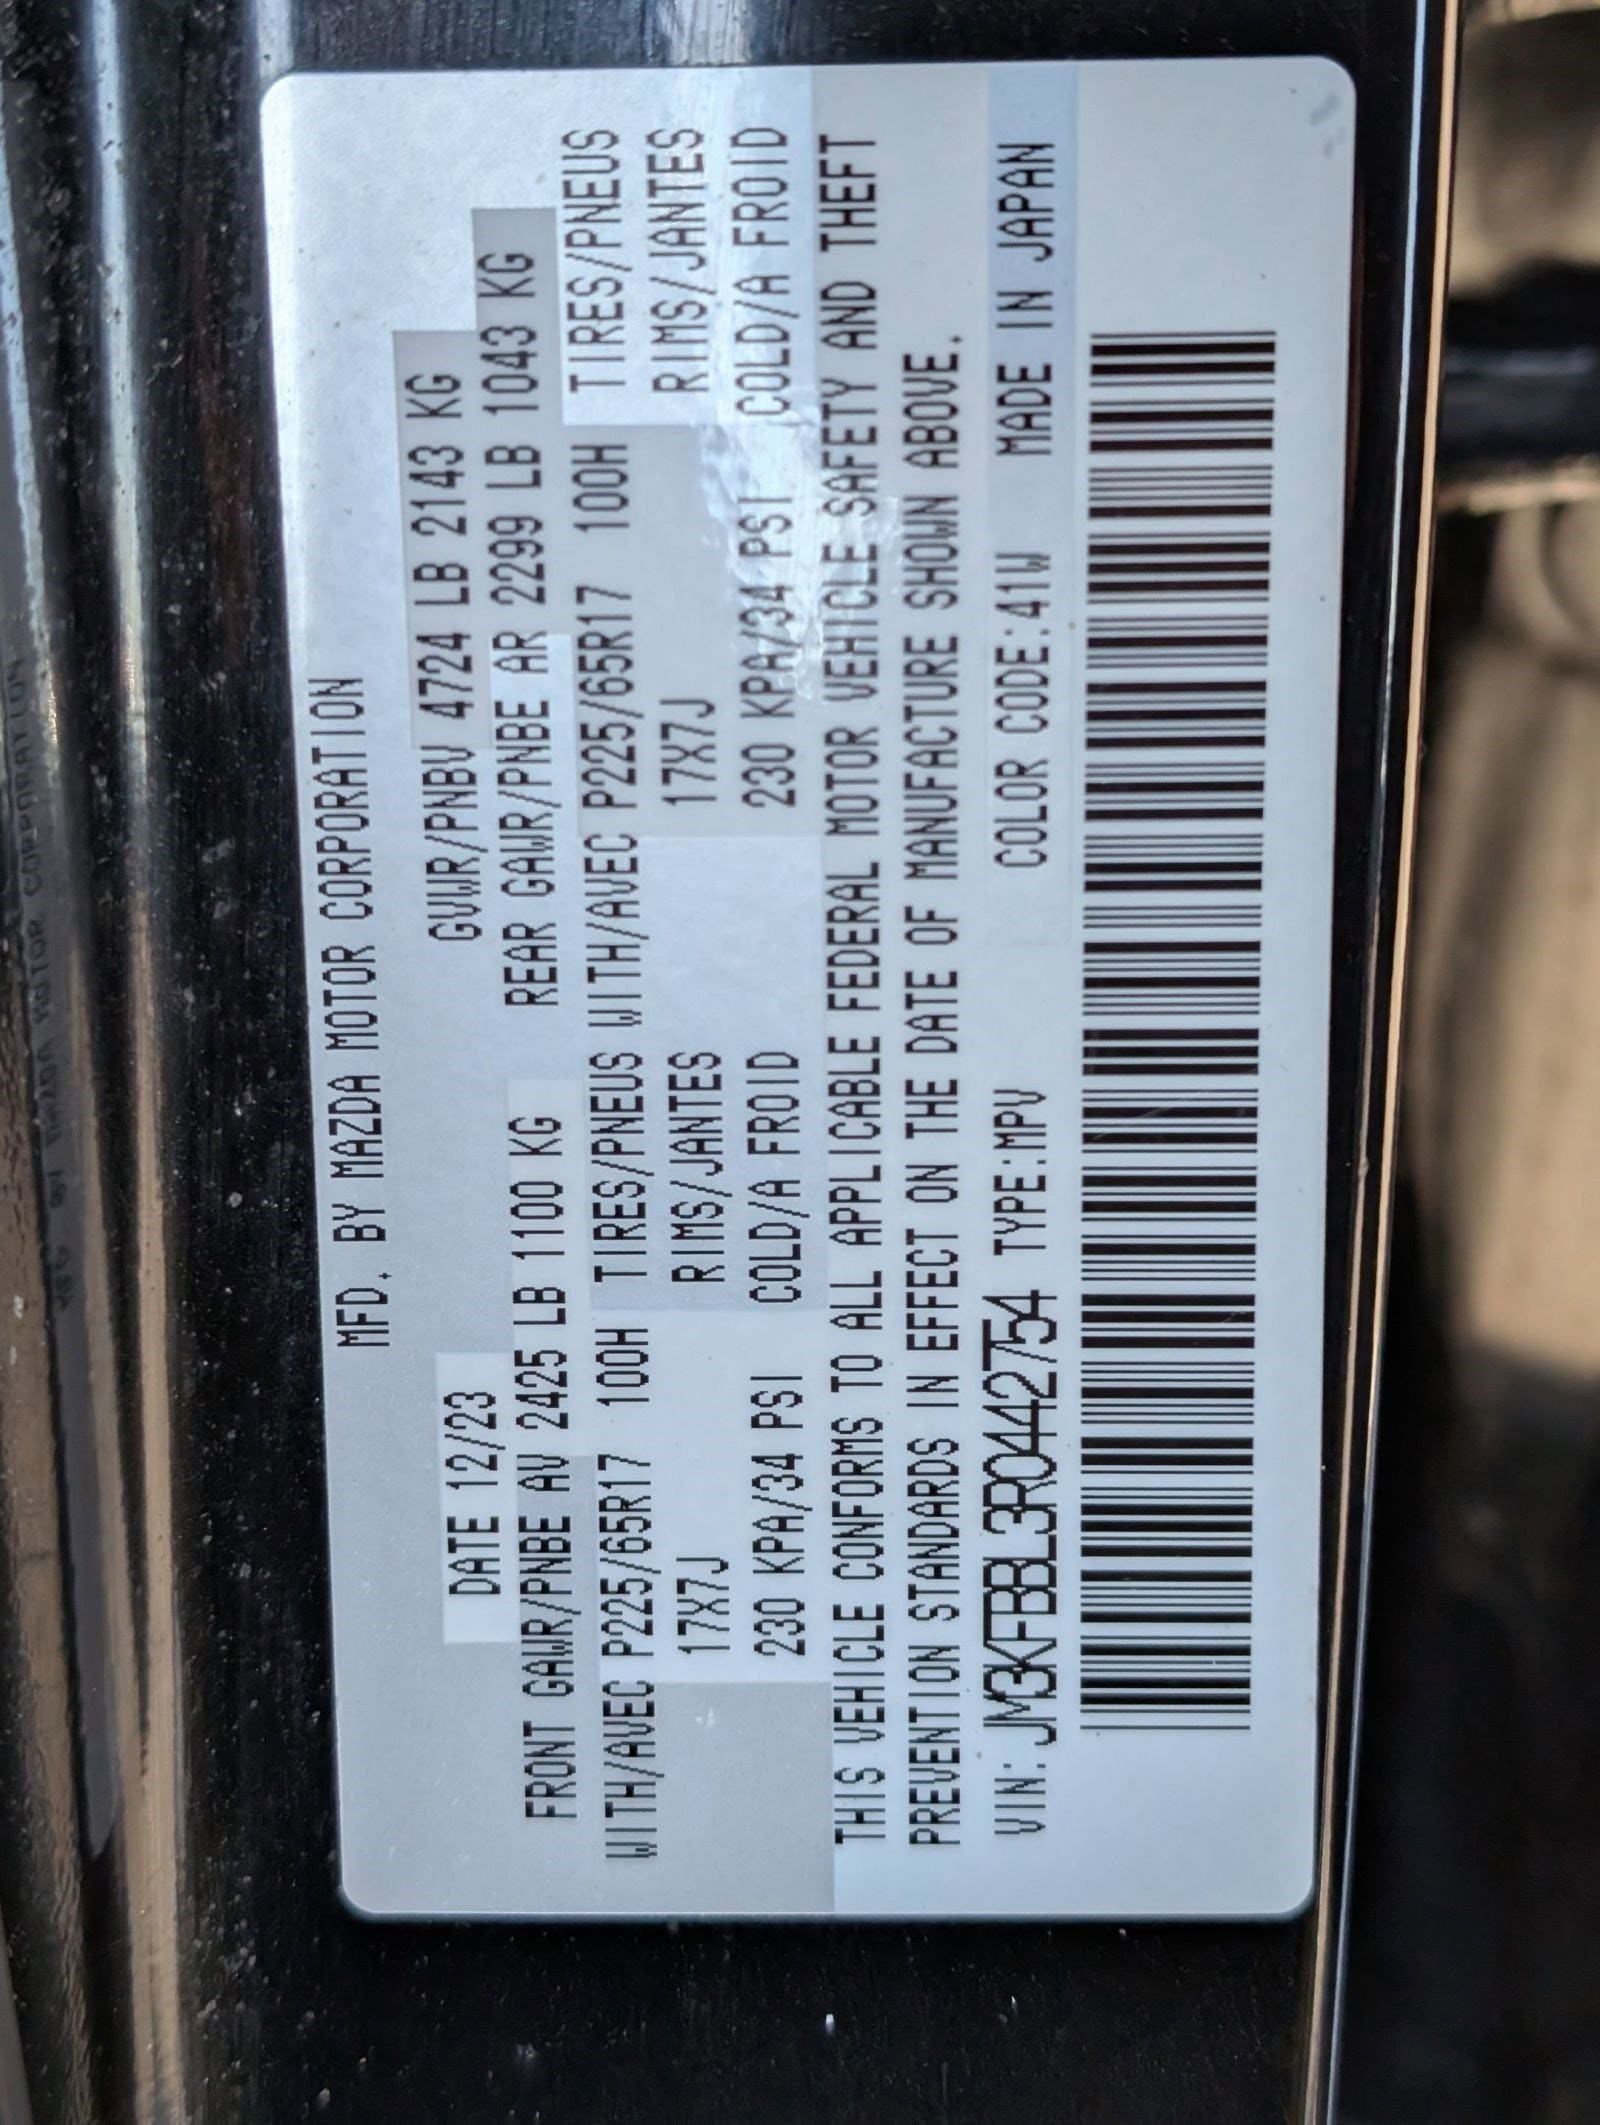 MFD. BY MAZDA MOTOR CORPORATION
DATE 12/23 GVWR/PNBV 4724 LB 2143 KG
FRONT GAWR/PNBE AV 2425 LB 1100 KG REAR GAWR/PNBE AR 2299 LB 1043 KG
WITH/AVEC P225/65R17 100H TIRES/PNEUS WITH/AVEC P225/65R17 100H TIRES/PNEUS
17X7J RIMS/JANTES 17X7J RIMS/JANTES
230 KPA/34 PSI COLD/A FROID 230 KPA/34 PSI COLD/A FROID
THIS VEHICLE CONFORMS TO ALL APPLICABLE FEDERAL MOTOR VEHICLE SAFETY AND THEFT
PREVENTION STANDARDS IN EFFECT ON THE DATE OF MANUFACTURE SHOWN ABOVE.
VIN: JM3KFBBL3R0442754 TYPE:MPV COLOR CODE:41W MADE IN JAPAN